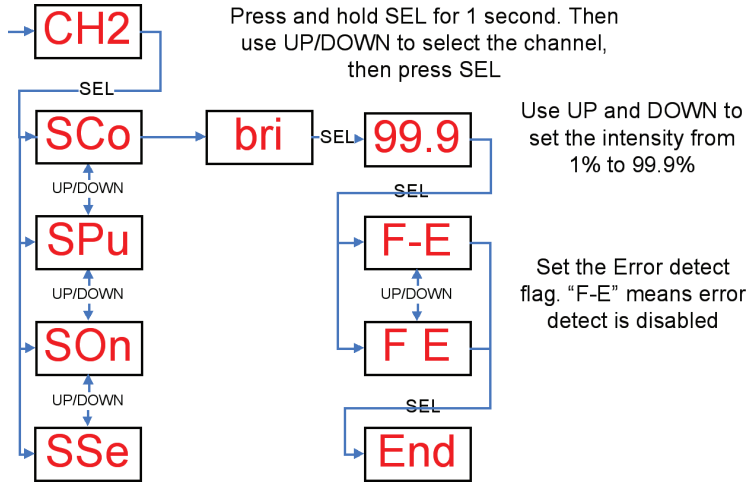 CH2
Press and hold SEL for 1 second. Then
use UP/DOWN to select the channel,
then press SEL
SEL
SCo
bri
SEL
99.9
Use UP and DOWN to
set the intensity from
1% to 99.9%
UP/DOWN
SEL
SPu
F-E
Set the Error detect
flag. “F-E” means error
detect is disabled
UP/DOWN
UP/DOWN
SOn
F E
UP/DOWN
SEL
SSe
End